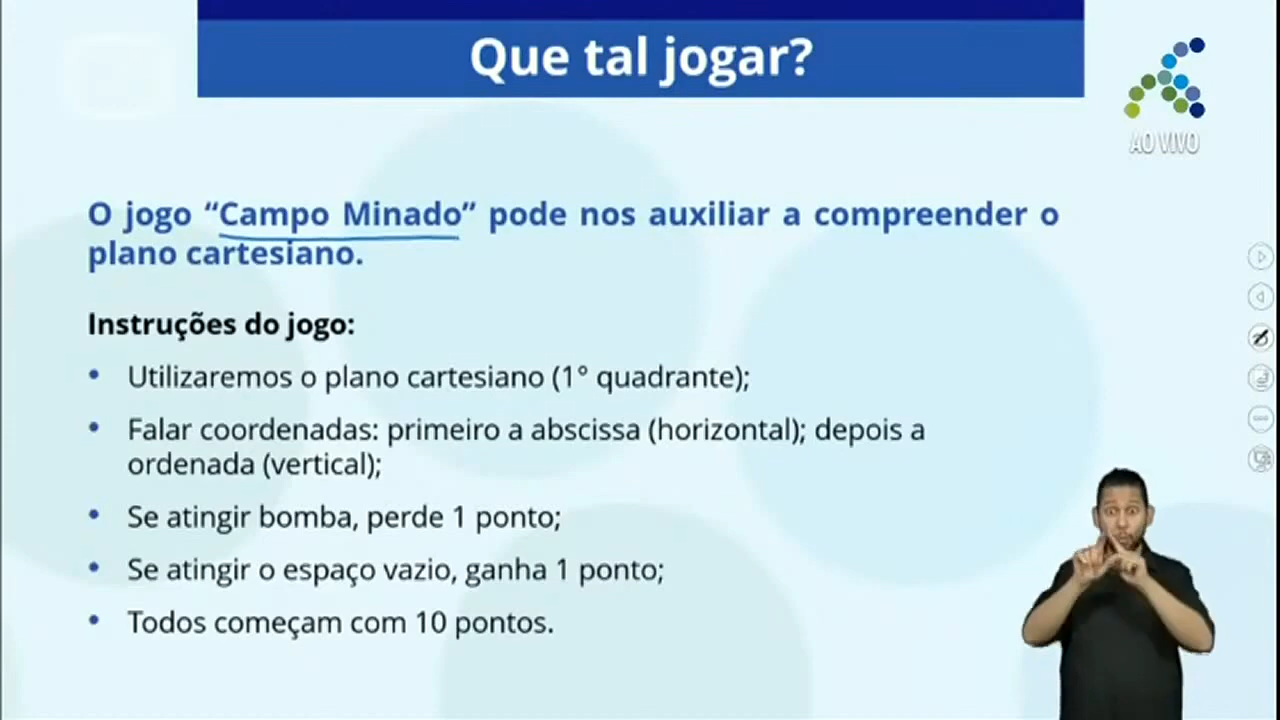 Que tal jogar?
AO VIVO
O jogo “Campo Minado” pode nos auxiliar a compreender o
plano cartesiano.
Instruções do jogo:
• Utilizaremos o plano cartesiano (1° quadrante);
• Falar coordenadas: primeiro a abscissa (horizontal); depois a
ordenada (vertical);
• Se atingir bomba, perde 1 ponto;
• Se atingir o espaço vazio, ganha 1 ponto;
• Todos começam com 10 pontos.